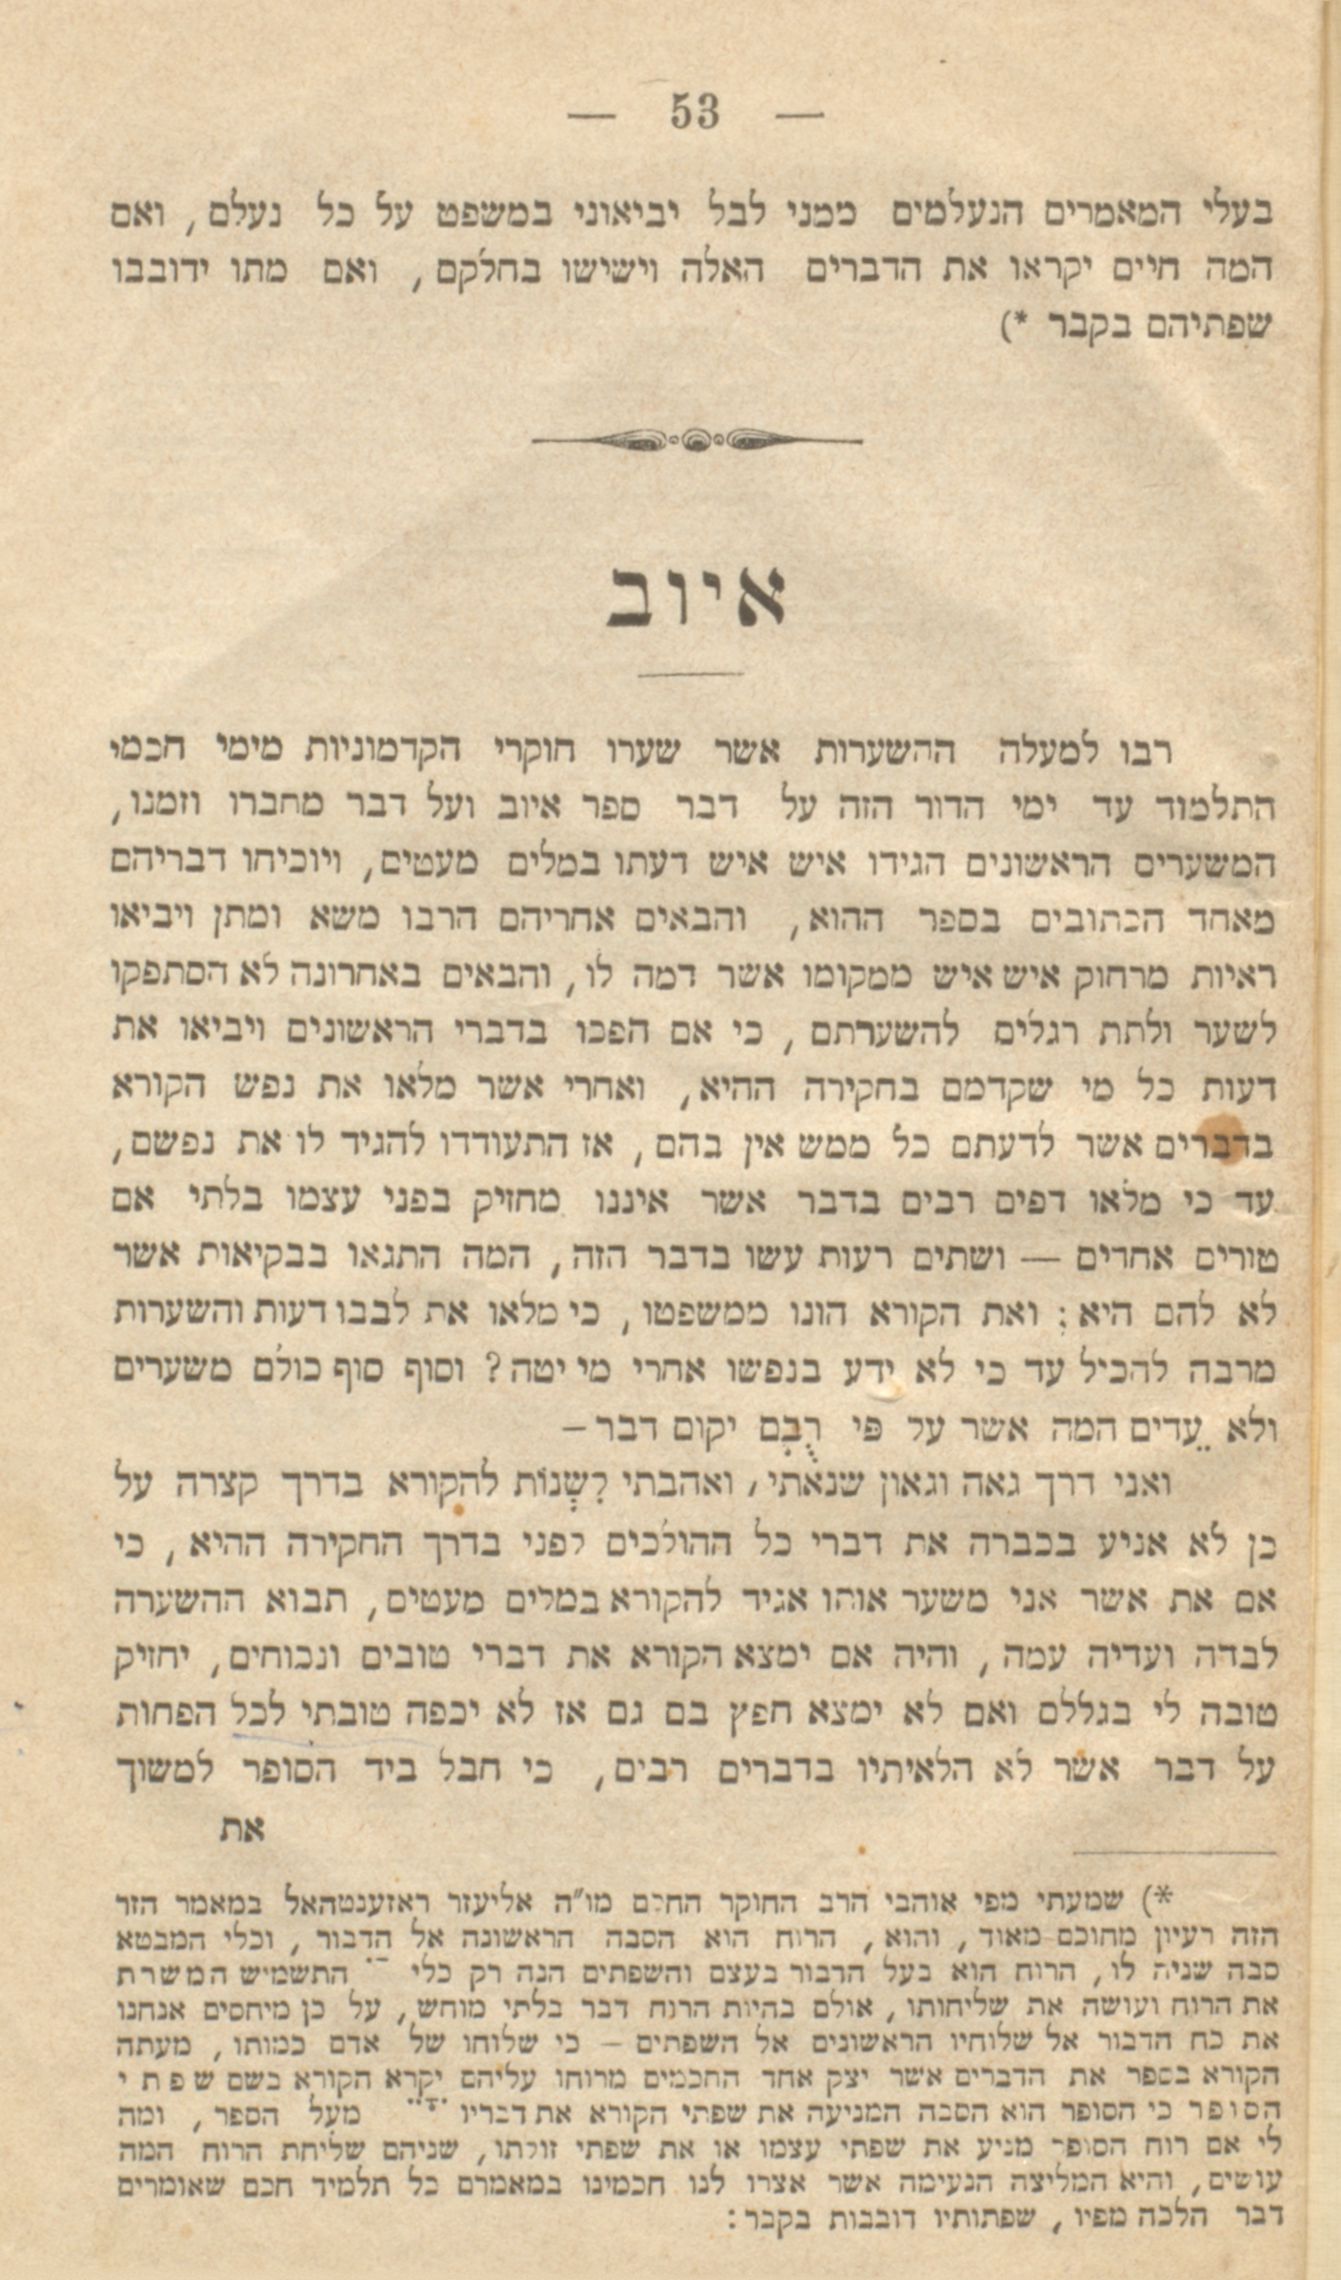 — 53 —
בעלי המאמרים הנעלמים ממני לבל יביאוני במשפט על כל נעלם, ואם
המה חיים יקראו את הדברים האלה וישישו בחלקם, ואם מתו ידובבו
שפתיהם בקבר *)
איוב
רבו למעלה ההשערות אשר שערו חוקרי הקדמוניות מימי חכמי
התלמוד עד ימי הדור הזה על דבר ספר איוב ועל דבר מחברו וזמנו,
המשערים הראשונים הגידו איש איש דעתו במלים מעטים, ויוכיחו דבריהם
מאחד הכתובים בספר ההוא, והבאים אחריהם הרבו משא ומתן ויביאו
ראיות מרחוק איש איש ממקומו אשר דמה לו, והבאים באחרונה לא הסתפקו
לשער ולתת רגלים להשערתם, כי אם הפכו בדברי הראשונים ויביאו את
דעות כל מי שקדמם בחקירה ההיא, ואחרי אשר מלאו את נפש הקורא
בדברים אשר לדעתם כל ממש אין בהם, אז התעודדו להגיד לו את נפשם,
עד כי מלאו דפים רבים בדבר אשר איננו מחזיק בפני עצמו בלתי אם
טורים אחדים — ושתים רעות עשו בדבר הזה, המה התגאו בבקיאות אשר
לא להם היא; ואת הקורא הונו ממשפטו, כי מלאו את לבבו דעות והשערות
מרבה להכיל עד כי לא ידע בנפשו אחרי מי יטה? וסוף סוף כולם משערים
ולא עֵדים המה אשר על פי רֻבָם יקום דבר –
ואני דרך גאה וגאון שנאתי, ואהבתי לִשְנוֹת להקורא בדרך קצרה על
כן לא אניע בכברה את דברי כל ההולכים לפני בדרך החקירה ההיא, כי
אם את אשר אני משער אותו אגיד להקורא במלים מעטים, תבוא ההשערה
לבדה ועדיה עמה, והיה אם ימצא הקורא את דברי טובים ונכוחים, יחזיק
טובה לי בגללם ואם לא ימצא חפץ בם גם אז לא יכפה טובתי לכל הפחות
על דבר אשר לא הלאיתיו בדברים רבים, כי חבל ביד הסופר למשוך
את
*) שמעתי מפי אוהבי הרב החוקר החכם מו״ה אליעזר ראזענטהאל במאמר הזר
הזה רעיון מחוכם מאוד, והוא, הרוח הוא הסבה הראשונה אל הדבור, וכלי המבטא
סבה שניה לו, הרוח הוא בעל הדבור בעצם והשפתים הנה רק כלי התשמיש המשרת
את הרוח ועושה את שליחותו, אולם בהיות הרוח דבר בלתי מוחש, על כן מיחסים אנחנו
את כח הדבור אל שלוחיו הראשונים אל השפתים – כי שלוחו של אדם כמותו, מעתה
הקורא בספר את הדברים אשר יצק אחד החכמים מרוחו עליהם יִקָרֵא הקורא בשם שפתי
הסופר כי הסופר הוא הסבה המניעה את שפתי הקורא את דבריו מעל הספר, ומה
לי אם רוח הסופר מניע את שפתי עצמו או את שפתי זולתו, שניהם שליחת הרוח המה
עושים, והיא המליצה הנעימה אשר אצרו לנו חכמינו במאמרם כל תלמיד חכם שאומרים
דבר הלכה מפיו, שפתותיו דובבות בקבר: